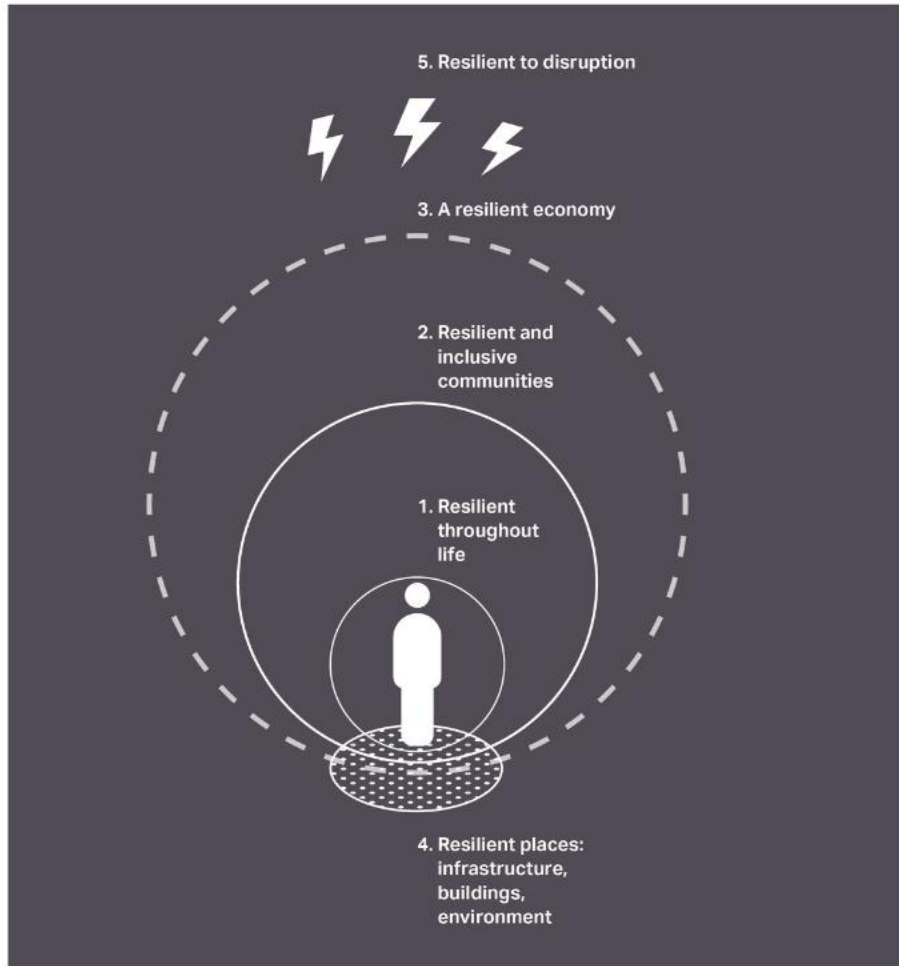 5. Resilient to disruption
3. A resilient economy
2. Resilient and
inclusive
communities
1. Resilient
throughout
life
4. Resilient places:
infrastructure,
buildings,
environment